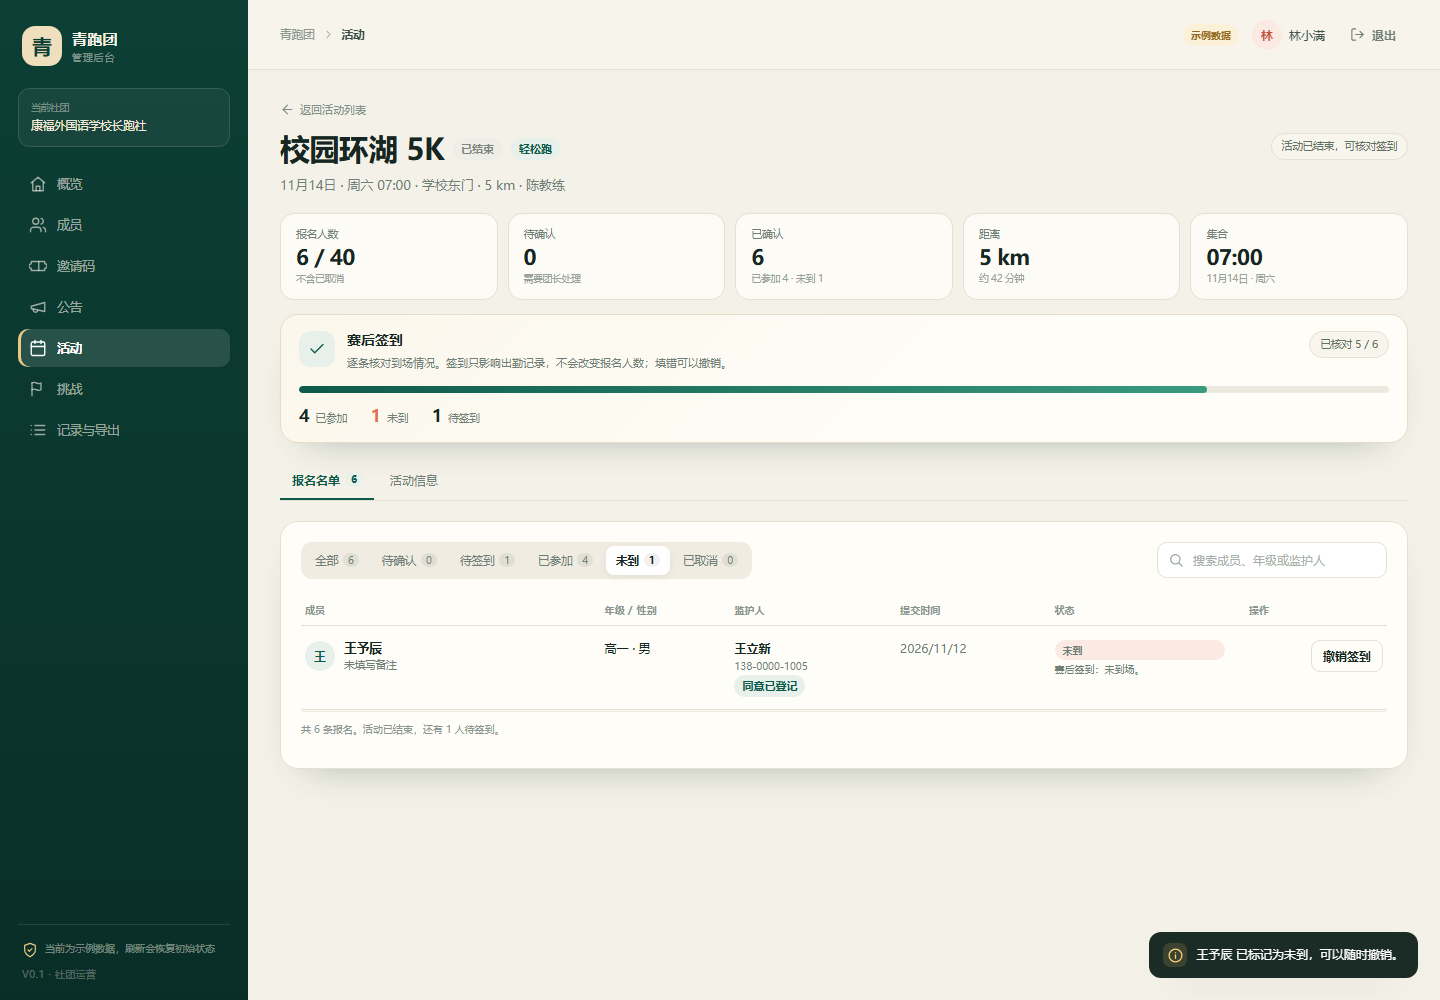 青
青跑团
管理后台
当前社团
康福外国语学校长跑社
概览
成员
邀请码
公告
活动
挑战
记录与导出
当前为示例数据，刷新会恢复初始状态
V0.1 · 社团运营
青跑团 > 活动
示例数据
林 林小满
退出
返回活动列表
校园环湖 5K 已结束 轻松跑
活动已结束，可核对签到
11月14日 · 周六 07:00 · 学校东门 · 5 km · 陈教练
报名人数
6 / 40
不含已取消
待确认
0
需要团长处理
已确认
6
已参加 4 · 未到 1
距离
5 km
约 42 分钟
集合
07:00
11月14日 · 周六
赛后签到
逐条核对到场情况。签到只影响出勤记录，不会改变报名人数；填错可以撤销。
已核对 5 / 6
4 已参加 1 未到 1 待签到
报名名单 6 活动信息
全部 6 待确认 0 待签到 1 已参加 4 未到 1 已取消 0
搜索成员、年级或监护人
成员 年级 / 性别 监护人 提交时间 状态 操作
王 王予辰
未填写备注
高一 · 男
王立新
138-0000-1005
同意已登记
2026/11/12
未到
赛后签到：未到场。
撤销签到
共 6 条报名。活动已结束，还有 1 人待签到。
王予辰 已标记为未到，可以随时撤销。